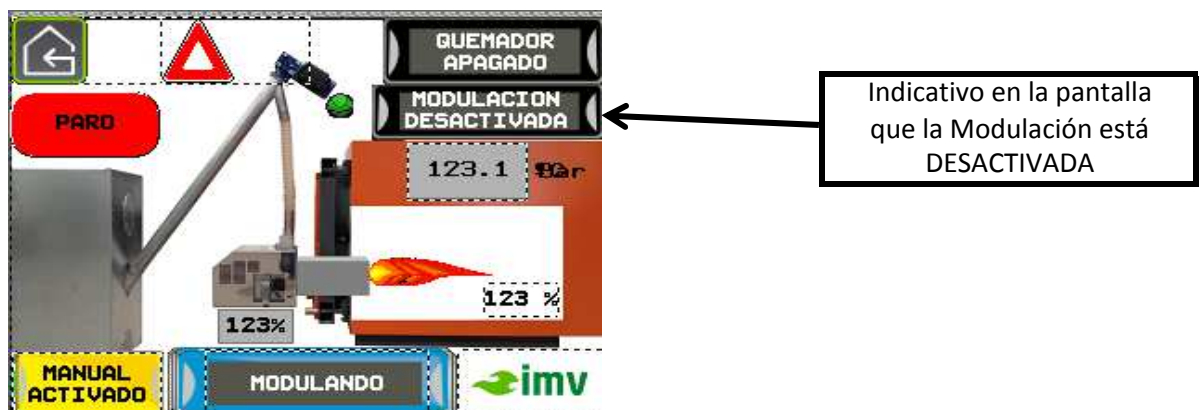 QUEMADOR
APAGADO
MODULACION
DESACTIVADA
PARO
123.1
123 %
123%
MANUAL
ACTIVADO
MODULANDO
imv
Indicativo en la pantalla
que la Modulación está
DESACTIVADA